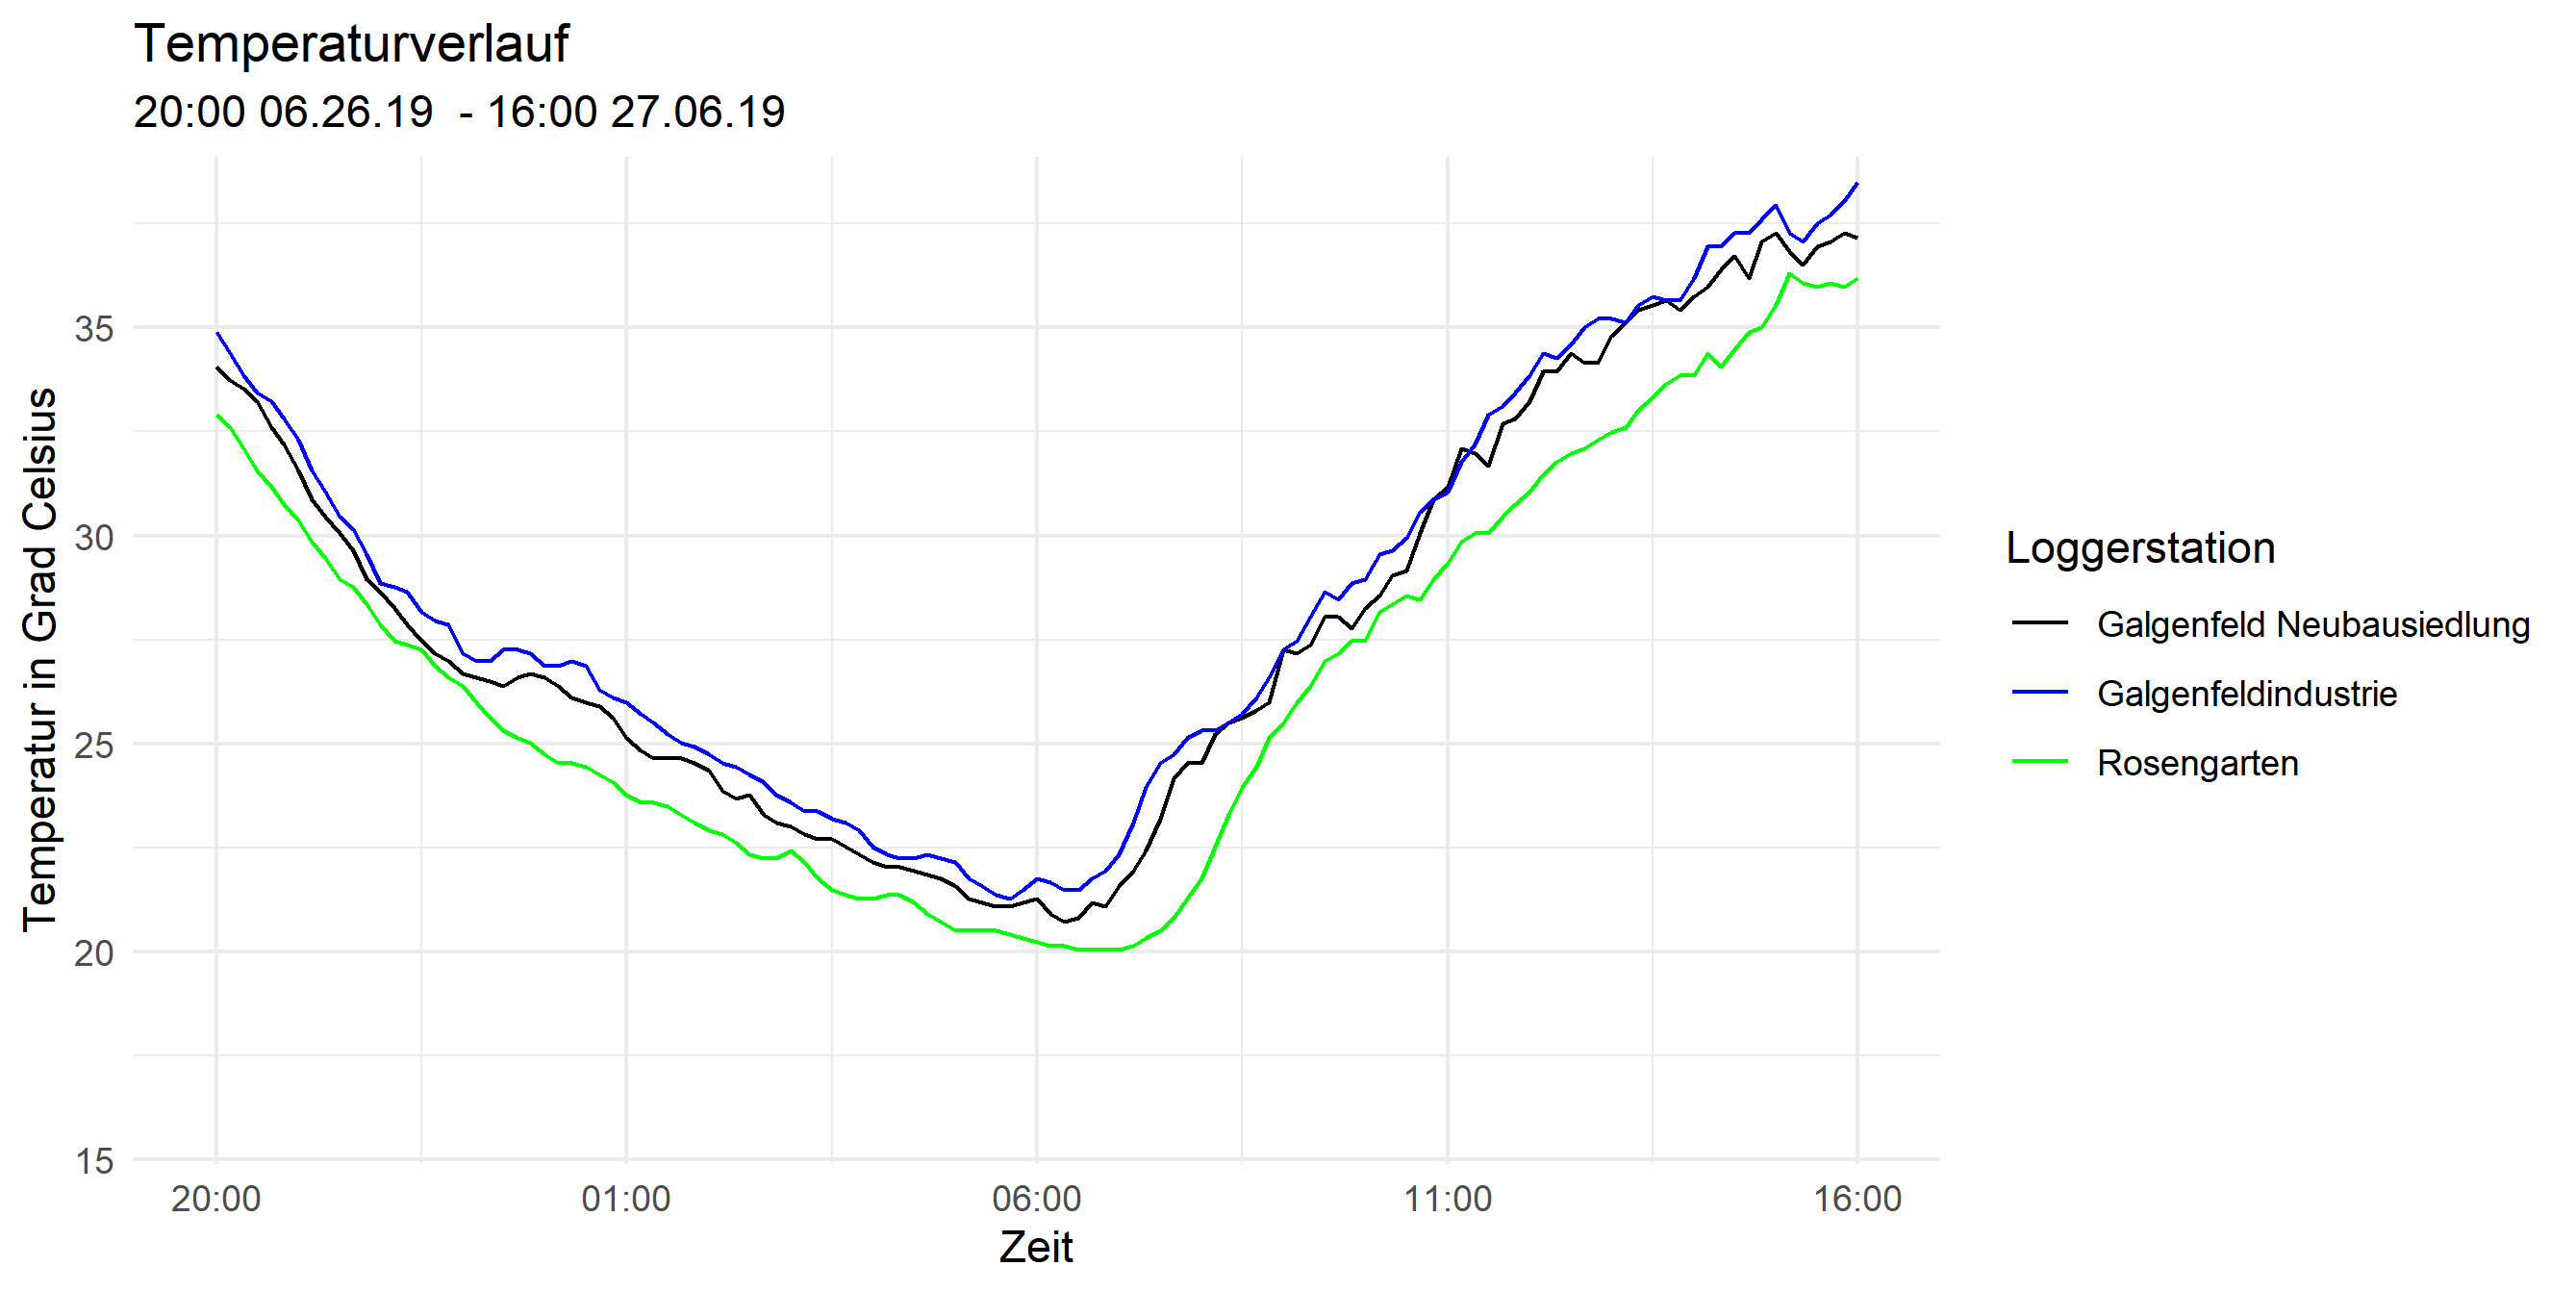 Temperaturverlauf
20:00 06.26.19  - 16:00 27.06.19
Temperatur in Grad Celsius
35
30
25
20
15
20:00 01:00 06:00 11:00 16:00
Zeit
Loggerstation
Galgenfeld Neubausiedlung
Galgenfeldindustrie
Rosengarten